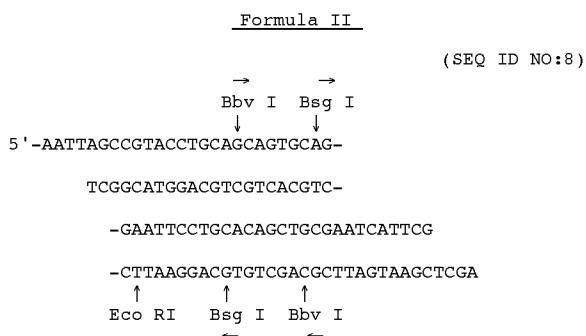 Formula II
(SEQ ID NO:8)
→ →
Bbv I Bsg I
↓ ↓
5'-AATTAGCCGTACCTGCAGCAGTGCAG-
TCGGCATGGACGTCGTCACGTC-
-GAATTCCTGCACAGCTGCGAATCATTCG
-CTTAAGGACGTGTCGACGCTTAGTAAGCTCGA
↑ ↑ ↑
Eco RI Bsg I Bbv I
← ←